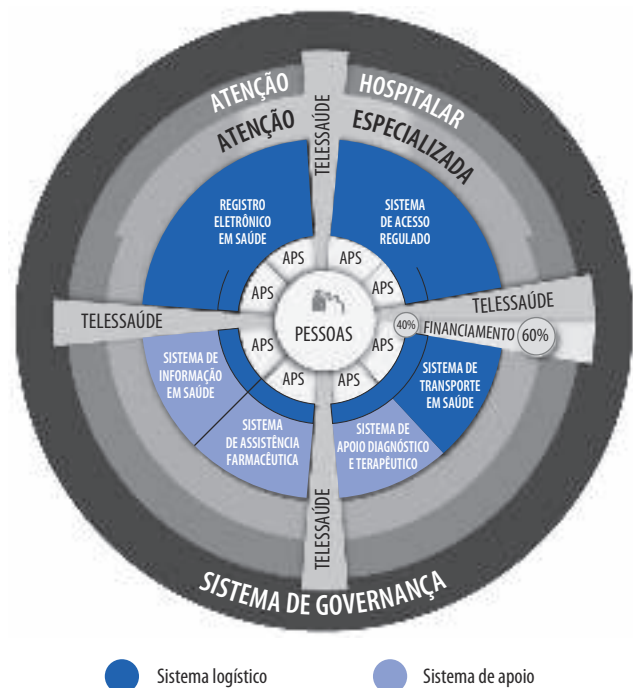 ATENÇÃO HOSPITALAR
ATENÇÃO ESPECIALIZADA
TELESSAÚDE
REGISTRO
ELETRÔNICO
EM SAÚDE
SISTEMA
DE ACESSO
REGULADO
APS
APS
APS
APS
PESSOAS
TELESSAÚDE
TELESSAÚDE
40%
FINANCIAMENTO
60%
APS
APS
APS
APS
SISTEMA DE
INFORMAÇÃO
EM SAÚDE
SISTEMA DE
TRANSPORTE
EM SAÚDE
SISTEMA
DE ASSISTÊNCIA
FARMACÊUTICA
SISTEMA DE
APOIO DIAGNÓSTICO
E TERAPÊUTICO
TELESSAÚDE
SISTEMA DE GOVERNANÇA
Sistema logístico
Sistema de apoio